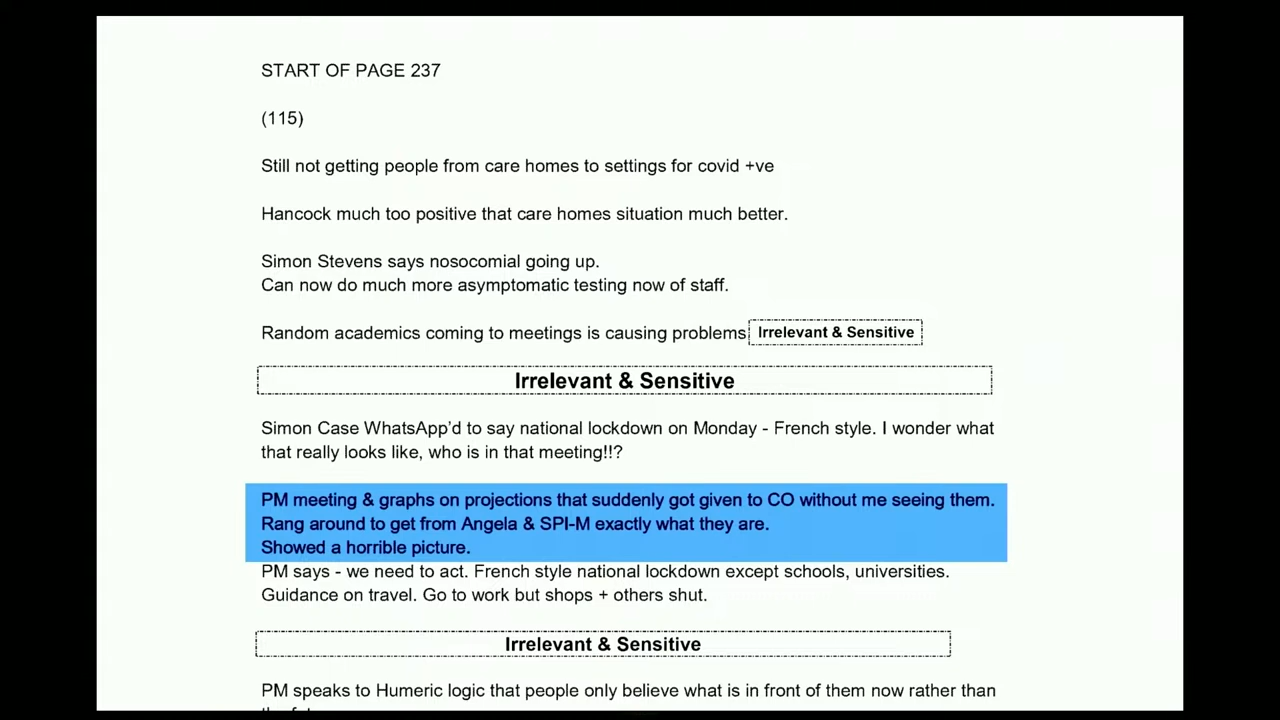 START OF PAGE 237
(115)
Still not getting people from care homes to settings for covid +ve
Hancock much too positive that care homes situation much better.
Simon Stevens says nosocomial going up.
Can now do much more asymptomatic testing now of staff.
Random academics coming to meetings is causing problems Irrelevant & Sensitive
Irrelevant & Sensitive
Simon Case WhatsApp'd to say national lockdown on Monday - French style. I wonder what
that really looks like, who is in that meeting!!?
PM meeting & graphs on projections that suddenly got given to CO without me seeing them.
Rang around to get from Angela & SPI-M exactly what they are.
Showed a horrible picture.
PM says - we need to act. French style national lockdown except schools, universities.
Guidance on travel. Go to work but shops + others shut.
Irrelevant & Sensitive
PM speaks to Humeric logic that people only believe what is in front of them now rather than